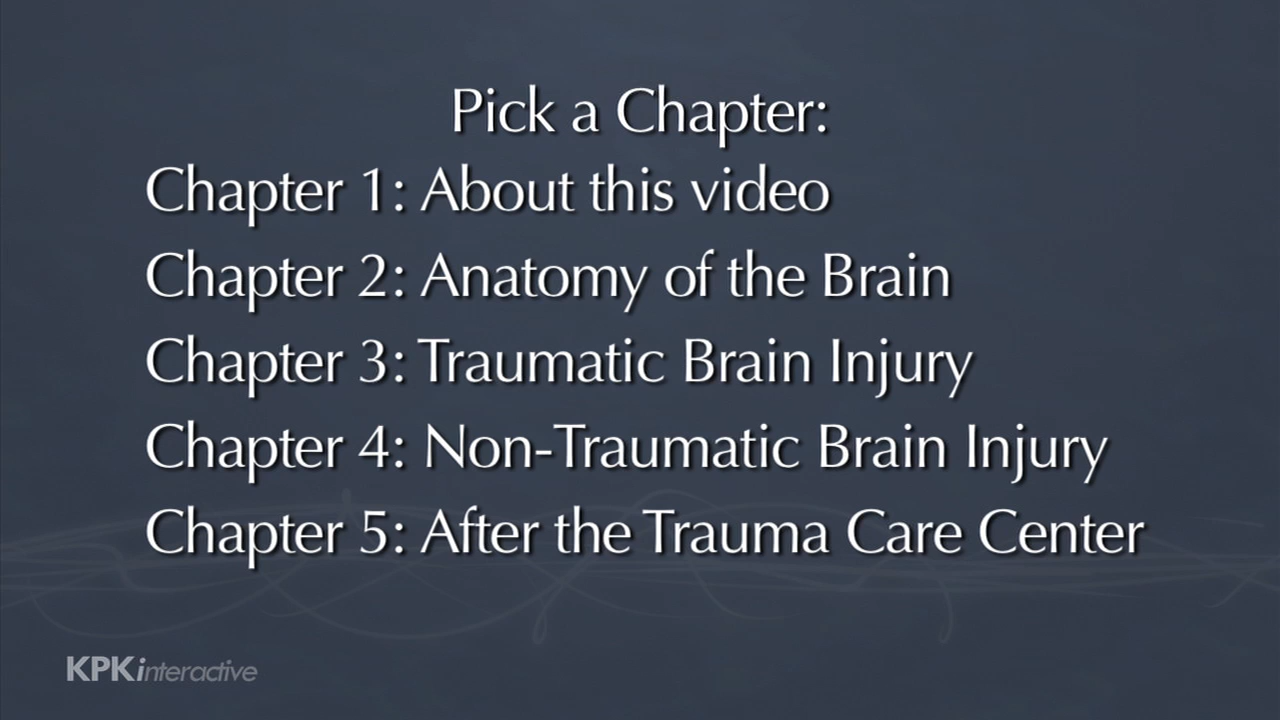 Pick a Chapter:
Chapter 1: About this video
Chapter 2: Anatomy of the Brain
Chapter 3: Traumatic Brain Injury
Chapter 4: Non-Traumatic Brain Injury
Chapter 5: After the Trauma Care Center
KPKinteractive